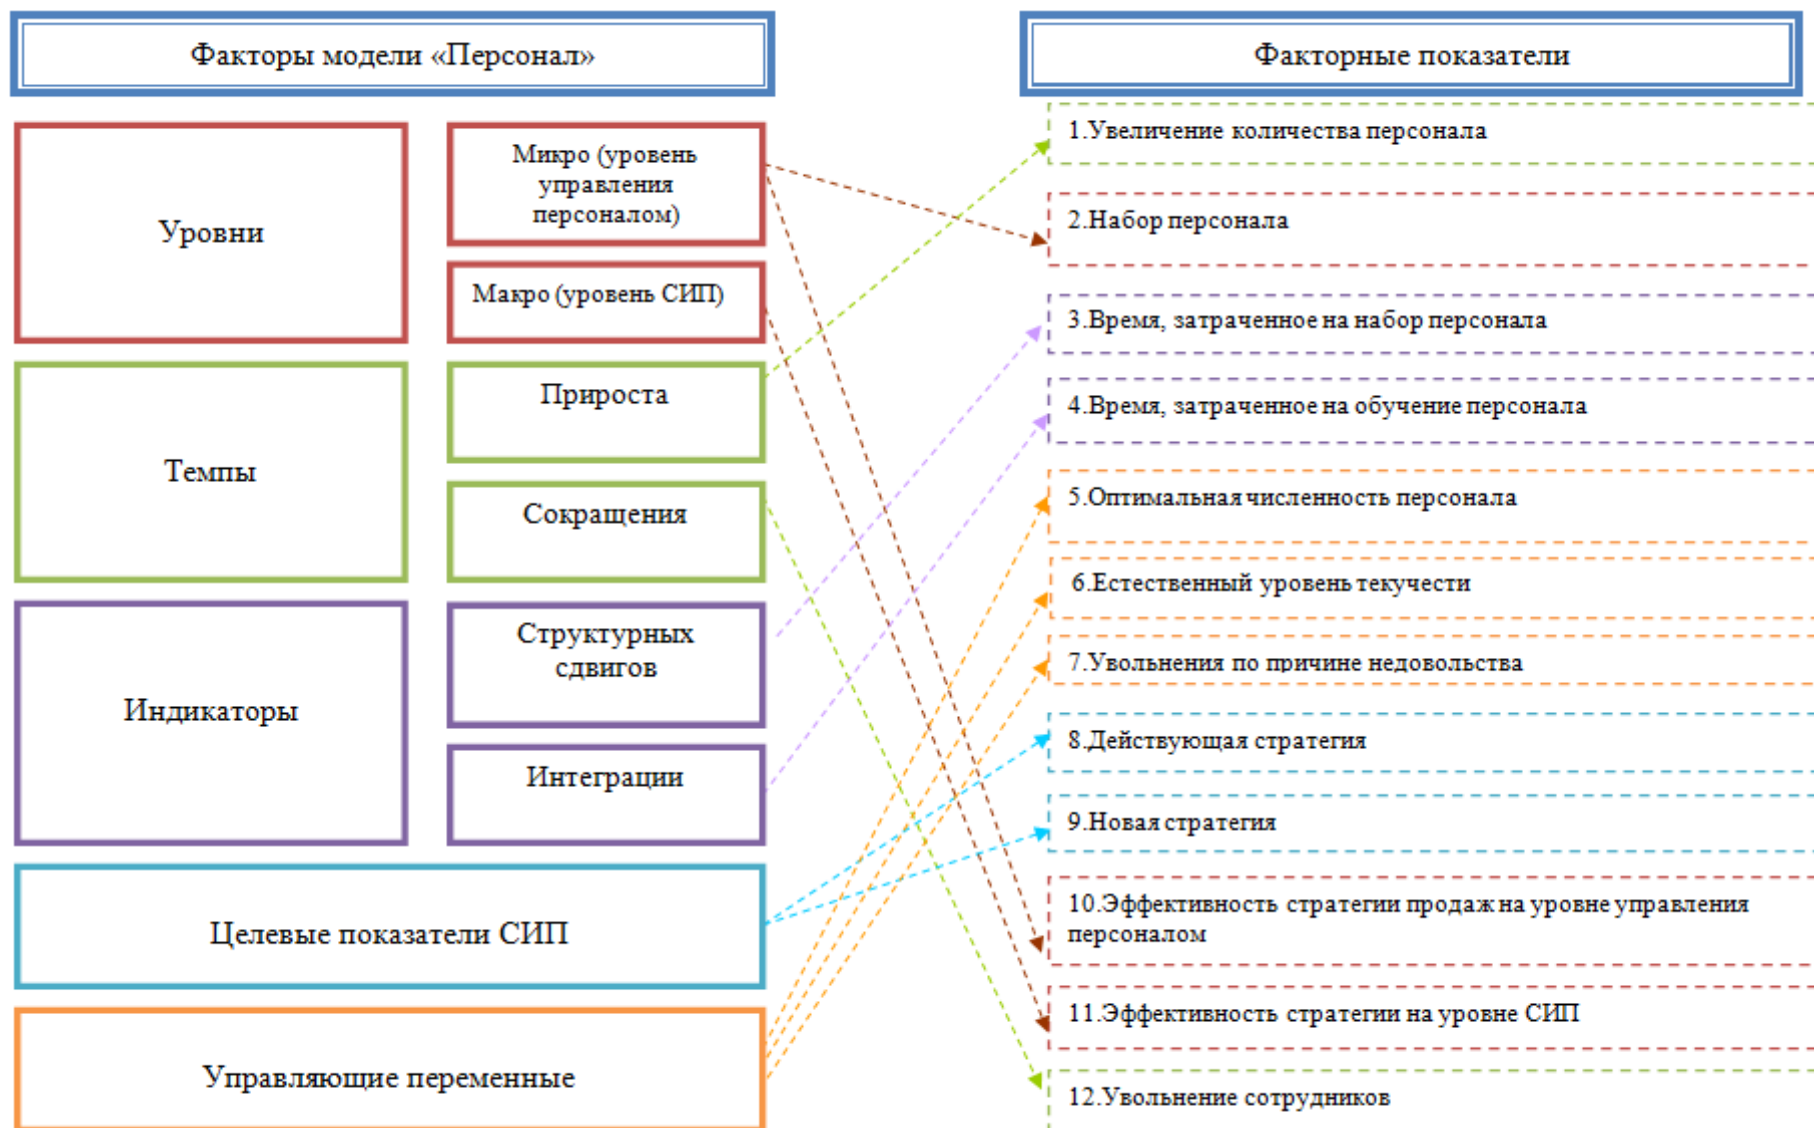 Факторы модели «Персонал»
Уровни
Микро (уровень
управления
персоналом)
Макро (уровень СИП)
Темпы
Прироста
Сокращения
Индикаторы
Структурных
сдвигов
Интеграции
Целевые показатели СИП
Управляющие переменные
Факторные показатели
1.Увеличение количества персонала
2.Набор персонала
3.Время, затраченное на набор персонала
4.Время, затраченное на обучение персонала
5.Оптимальная численность персонала
6.Естественный уровень текучести
7.Увольнения по причине недовольства
8.Действующая стратегия
9.Новая стратегия
10.Эффективность стратегии продаж на уровне управления
персоналом
11.Эффективность стратегии на уровне СИП
12.Увольнение сотрудников